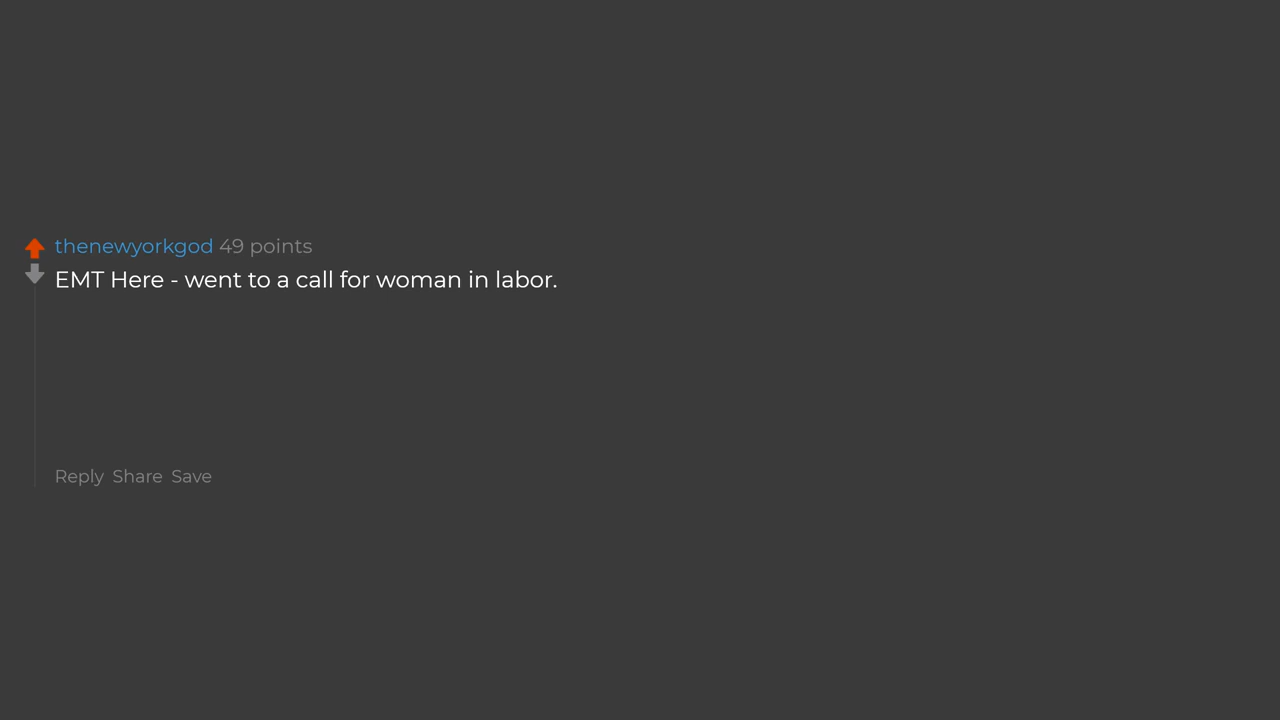 thenewyorkgod 49 points
EMT Here - went to a call for woman in labor.
Reply Share Save